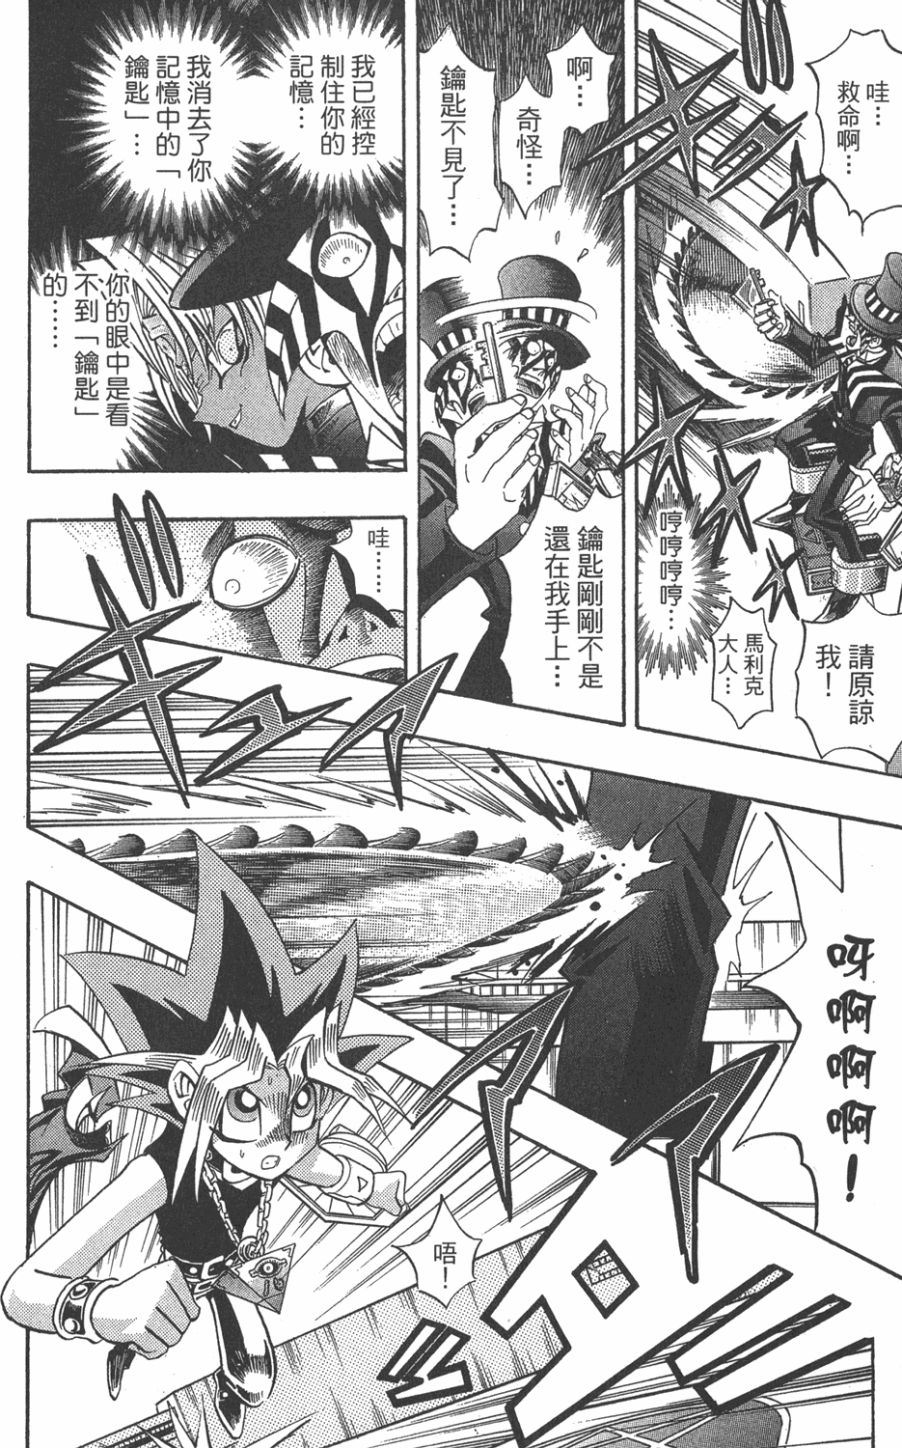 哇…
救命啊…
請原諒
我！
馬利克
大人…
哼哼哼哼…
啊…
奇怪…
鑰匙不見了…
鑰匙剛剛不是
還在我手上…
我已經控
制住你的
記憶…
我消去了你
記憶中的「
鑰匙」…
你的眼中是看
不到「鑰匙」
的……
哇……
呀啊啊啊！
唔！